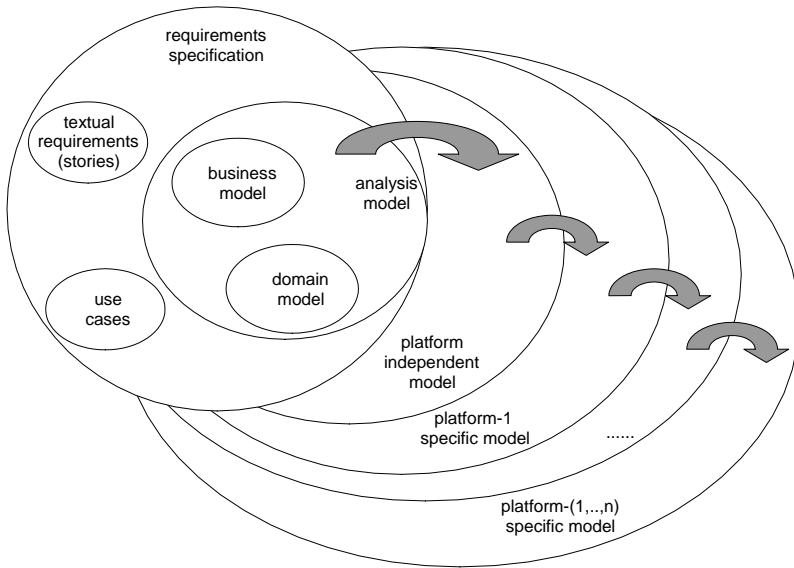 requirements
specification
textual
requirements
(stories)
business
model
analysis
model
domain
model
use
cases
platform
independent
model
platform-1
specific model
......
platform-(1,..,n)
specific model